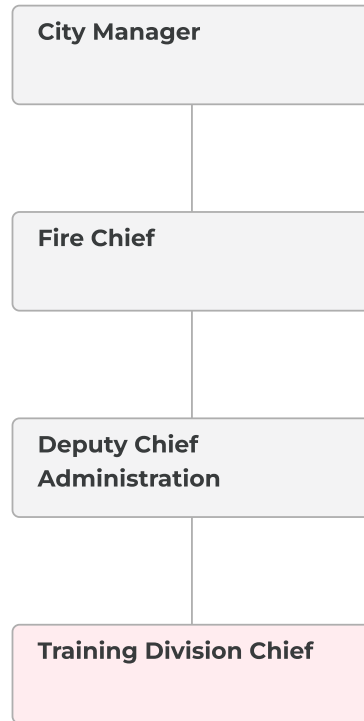 City Manager
Fire Chief
Deputy Chief
Administration
Training Division Chief